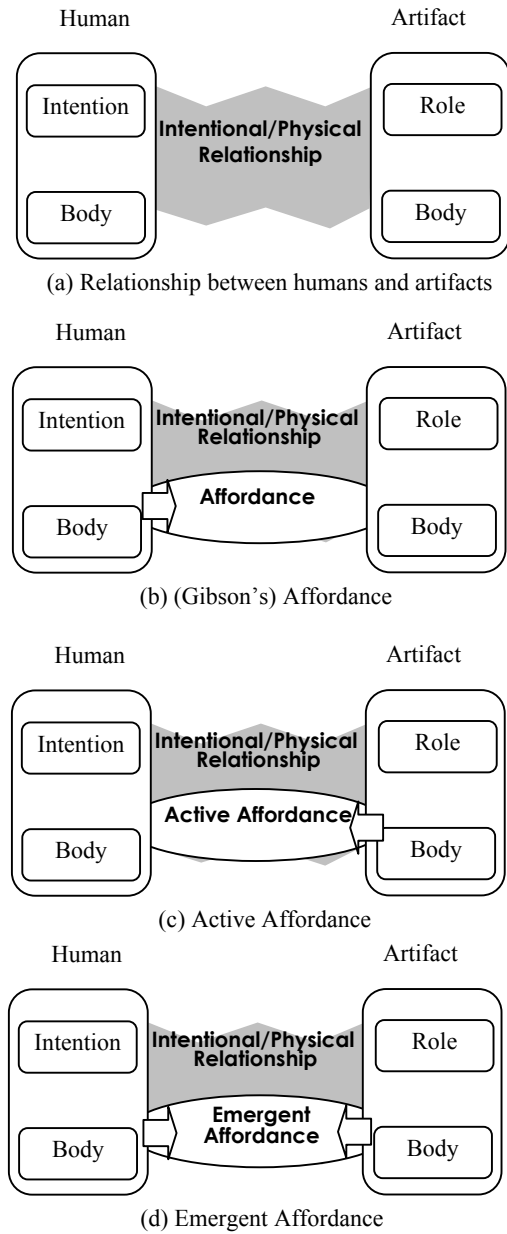 Human Artifact
Intention Role
Intentional/Physical
Relationship
Body Body
(a) Relationship between humans and artifacts
Human Artifact
Intention Intentional/Physical Role
Relationship
Affordance
Body Body
(b) (Gibson’s) Affordance
Human Artifact
Intention Intentional/Physical Role
Relationship
Active Affordance
Body Body
(c) Active Affordance
Human Artifact
Intention Intentional/Physical Role
Relationship
Emergent
Affordance
Body Body
(d) Emergent Affordance